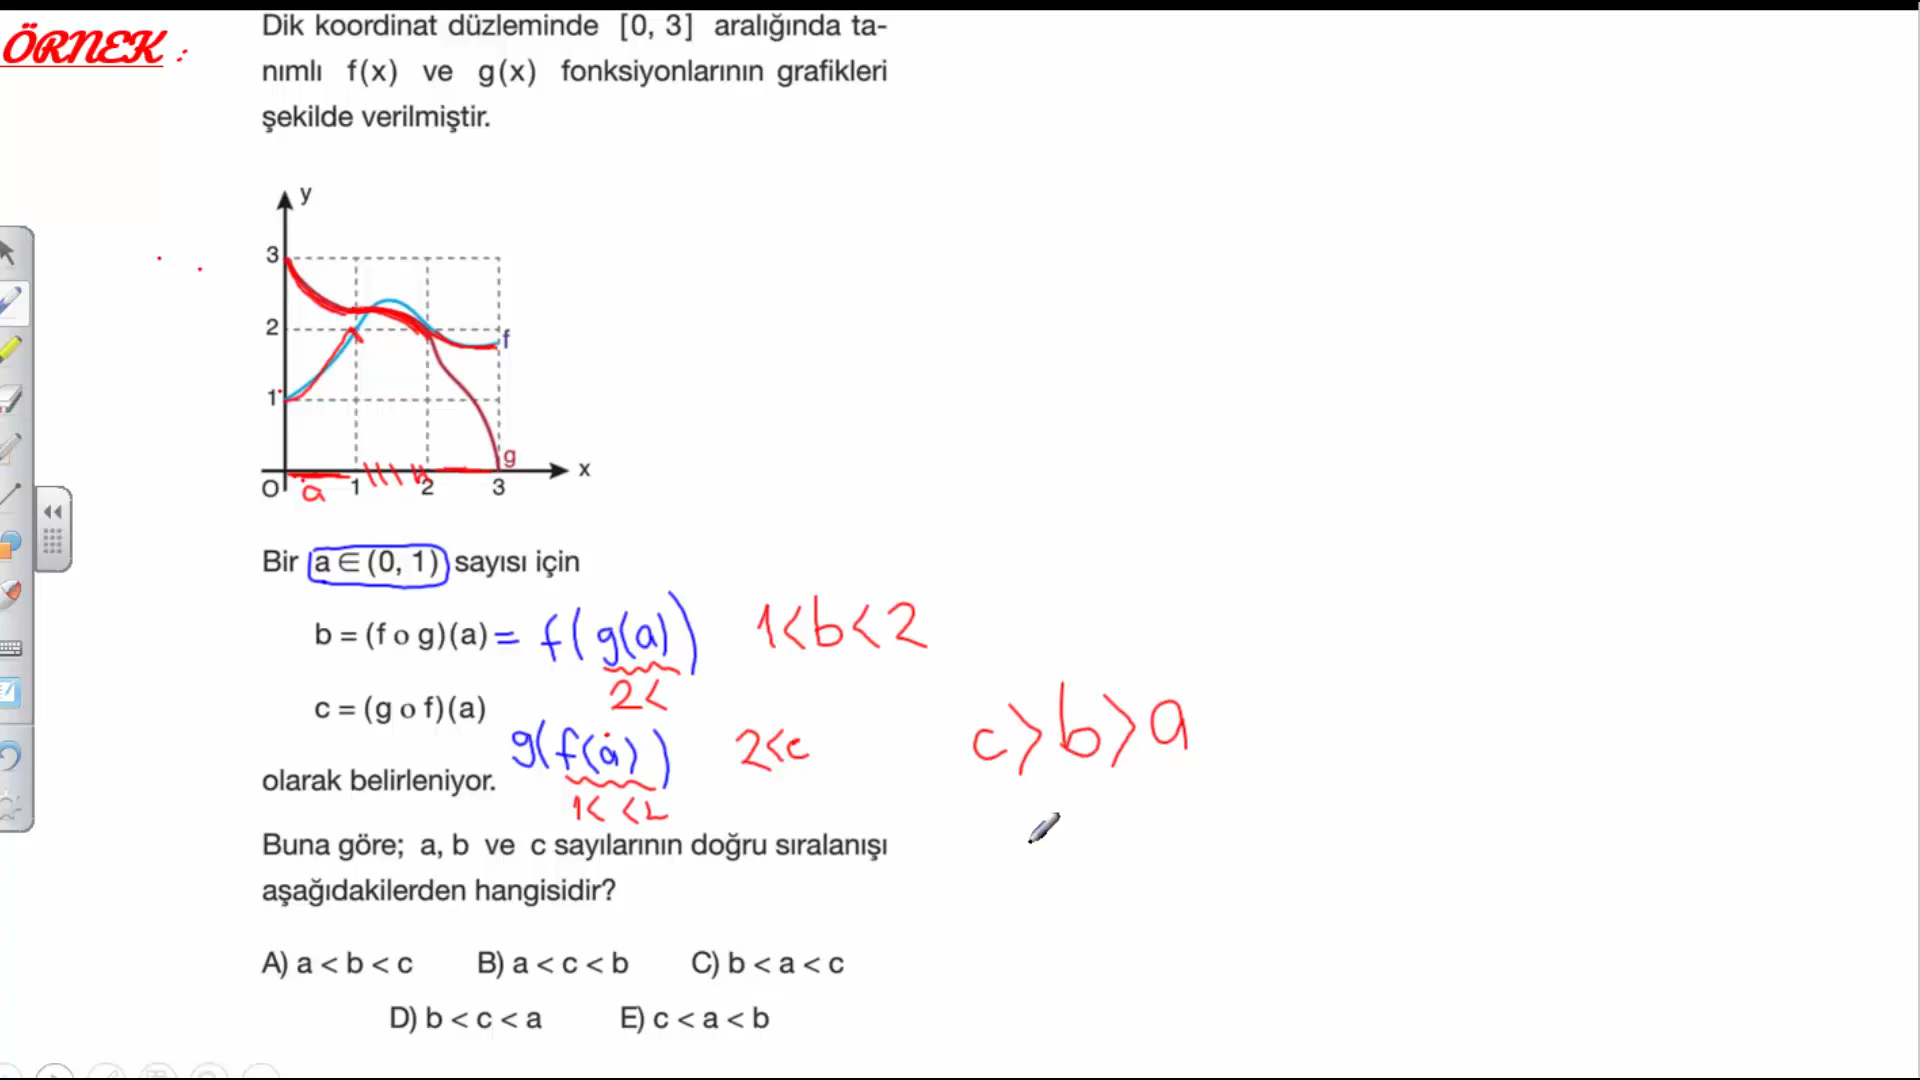 ÖRNEK :
Dik koordinat düzleminde [0, 3] aralığında ta-
nımlı f(x) ve g(x) fonksiyonlarının grafikleri
şekilde verilmiştir.
y
3
2
f
1
g
x
O a 1 2 3
Bir a ∈ (0, 1) sayısı için
b = (f o g)(a) = f(g(a)) 1<b<2
2<
c = (g o f)(a)
g(f(a)) 2<c c>b>a
olarak belirleniyor.
1< <2
Buna göre; a, b ve c sayılarının doğru sıralanışı
aşağıdakilerden hangisidir?
A) a < b < c B) a < c < b C) b < a < c
D) b < c < a E) c < a < b